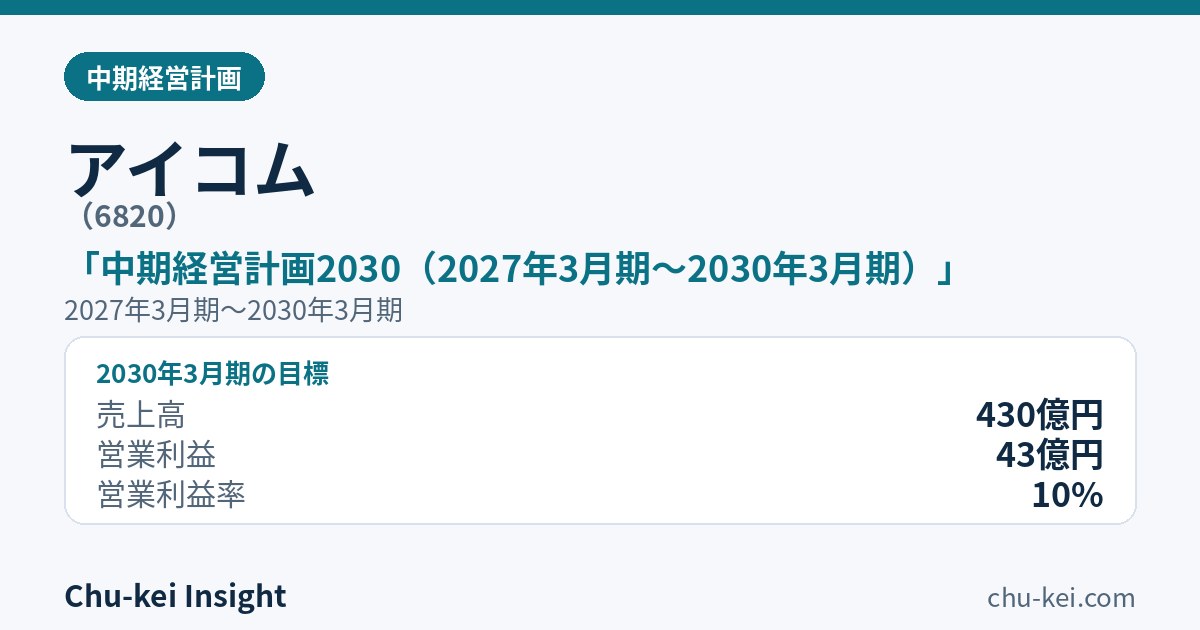 中期経営計画
アイコム
（6820）
「中期経営計画2030（2027年3月期〜2030年3月期）」
2027年3月期〜2030年3月期
2030年3月期の目標
売上高 430億円
営業利益 43億円
営業利益率 10%
Chu-kei Insight chu-kei.com